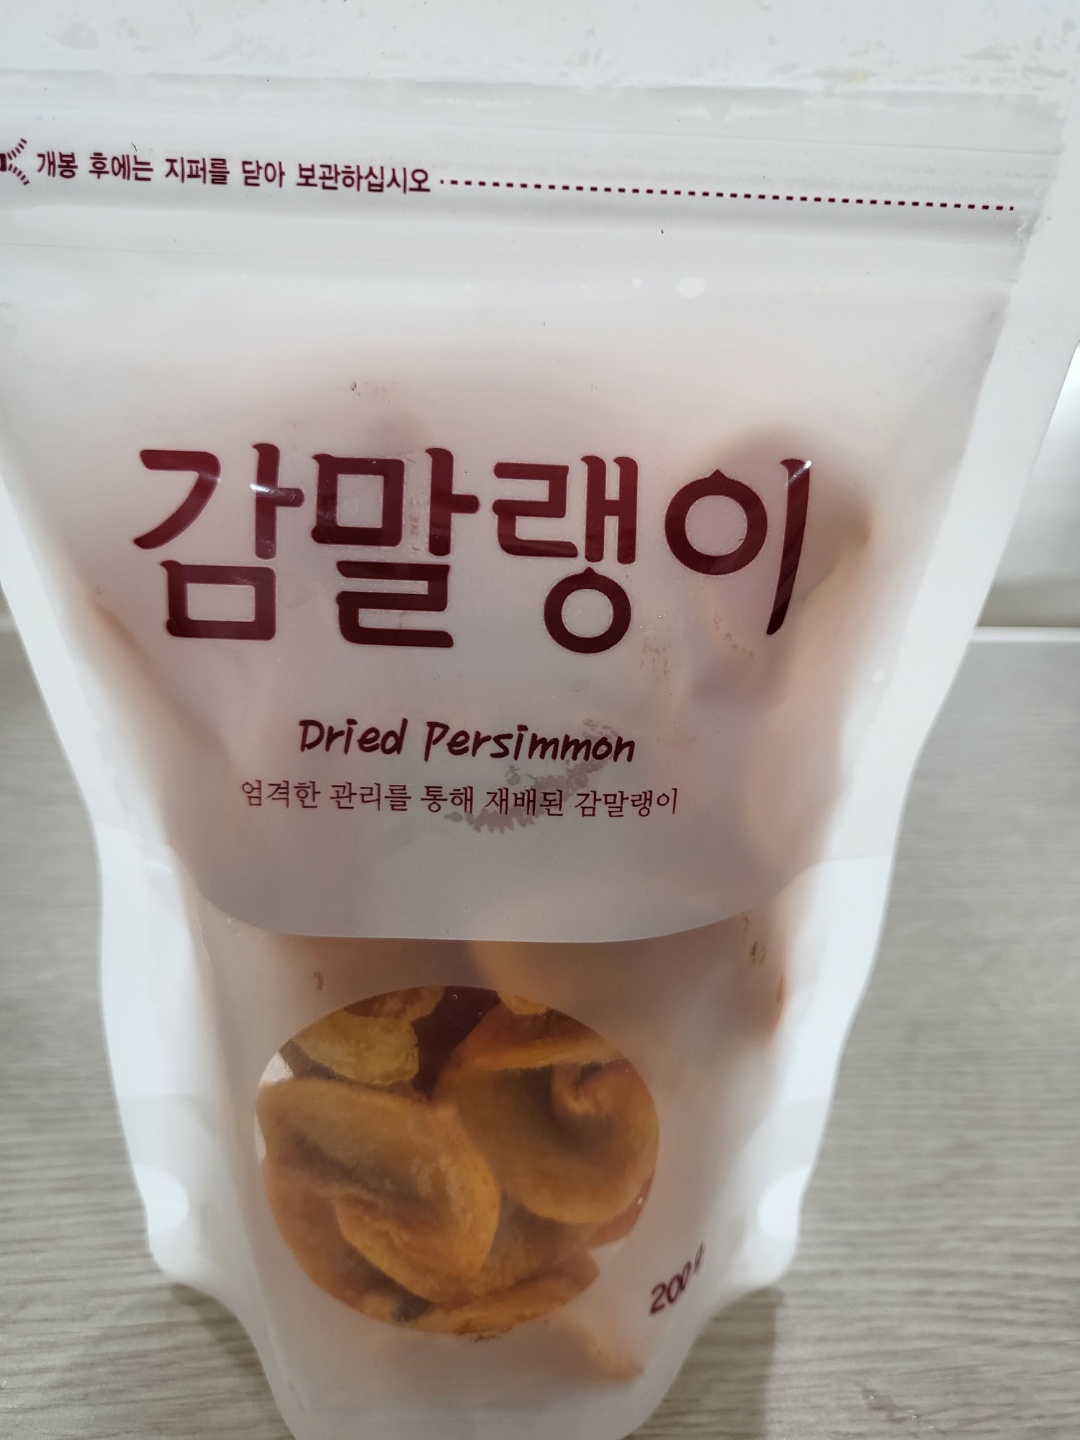 개봉 후에는 지퍼를 닫아 보관하십시오
감말랭이
Dried Persimmon
엄격한 관리를 통해 재배된 감말랭이
200g